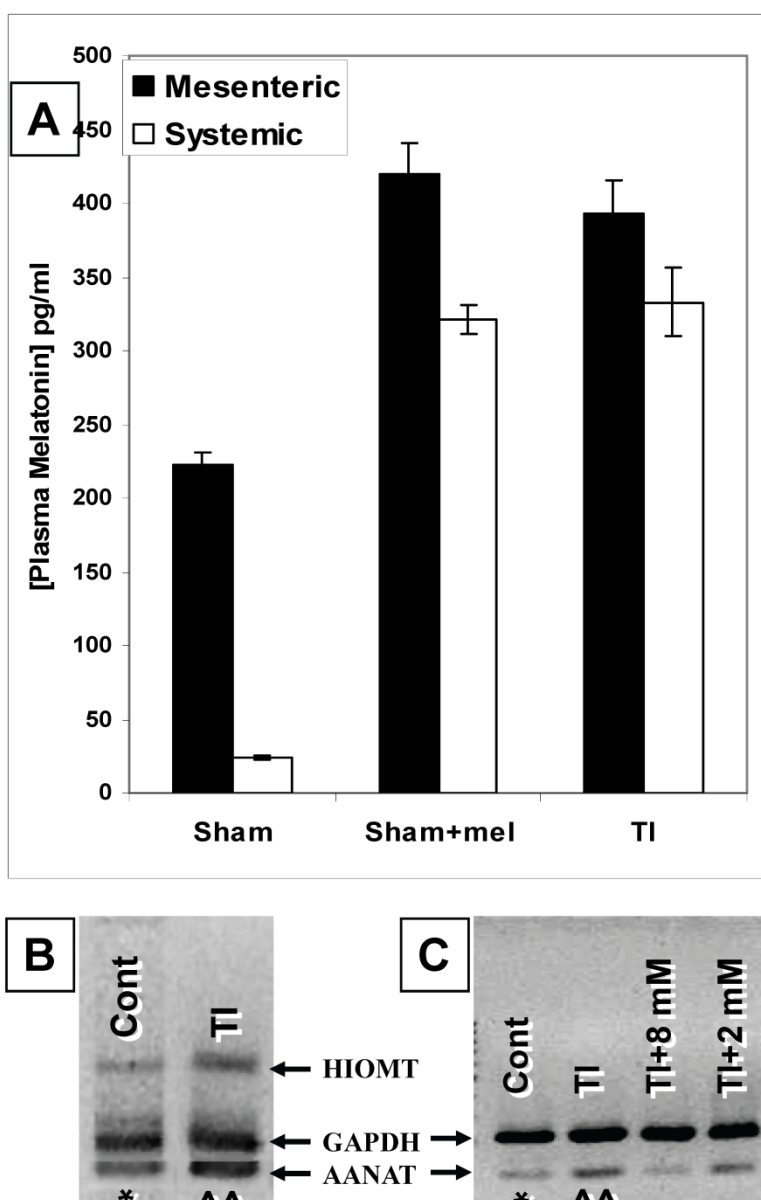 A
Mesenteric
Systemic
[Plasma Melatonin] pg/ml
500
450
400
350
300
250
200
150
100
50
0
Sham Sham+mel TI
B
Cont TI
HIOMT
GAPDH
AANAT
* ^^
C
Cont TI TI+8 mM TI+2 mM
* ^^